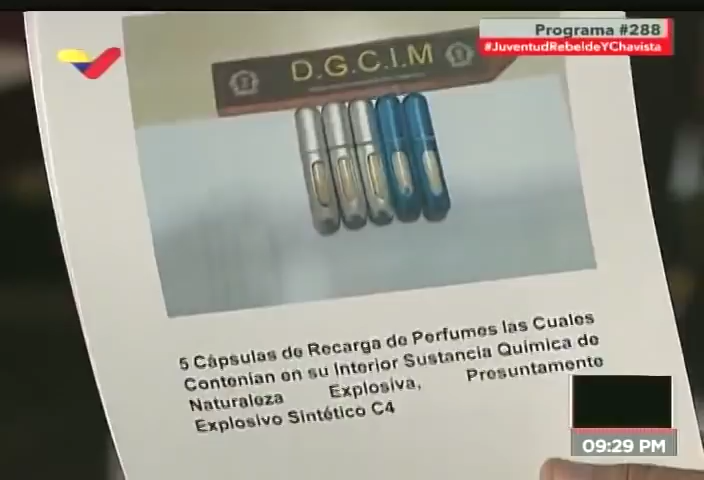 Programa #288
#JuventudRebeldeYChavista
D.G.C.I.M
5 Cápsulas de Recarga de Perfumes las Cuales
Contenían en su Interior Sustancia Química de
Naturaleza Explosiva, Presuntamente
Explosivo Sintético C4
09:29 PM